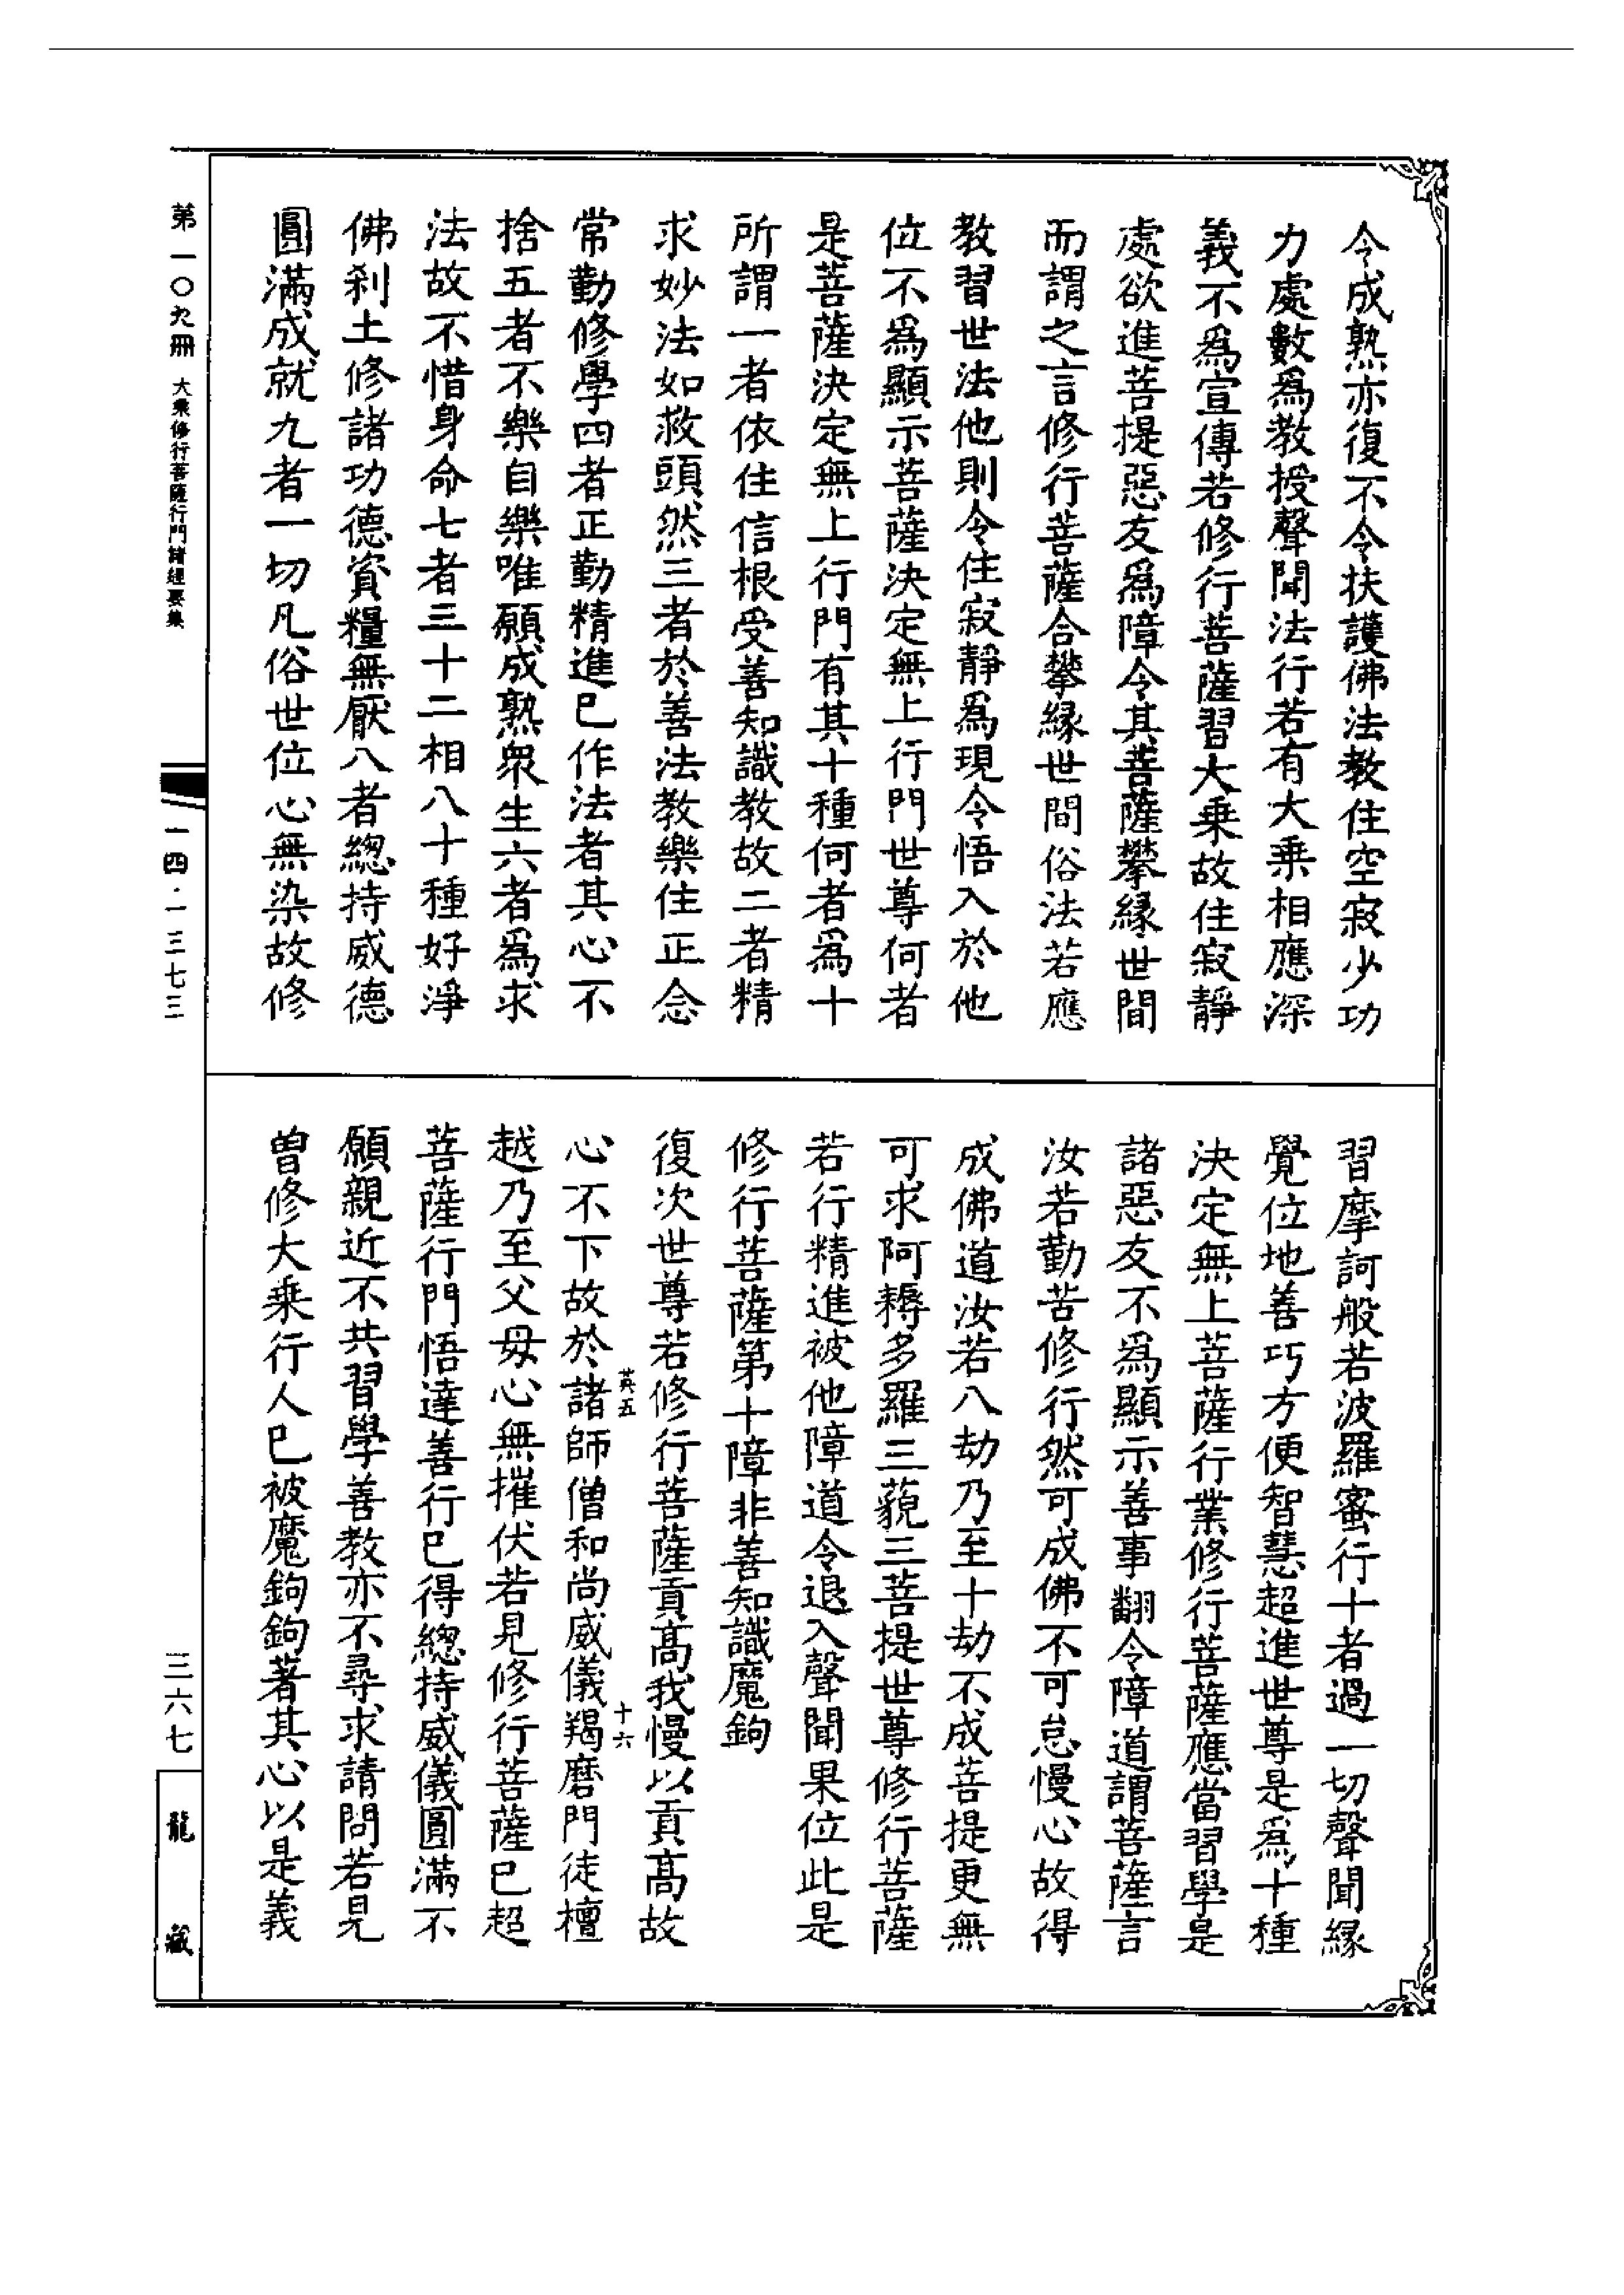 令成熟亦復不令扶護佛法教住空寂少功
力處數爲教授聲聞法行若有大乗相應深
義不爲宣傳若修行菩薩習大乗故住寂靜
處欲進菩提惡友爲障令其菩薩攀緣世間
而謂之言修行菩薩合攀緣世間俗法若應
教習世法他則令住寂靜爲現令悟入於他
位不爲顯示菩薩決定無上行門世尊何者
是菩薩決定無上行門有其十種何者爲十
所謂一者依住信根受善知識教故二者精
求妙法如救頭然三者於善法教樂住正念
常勤修學四者正勤精進巳作法者其心不
捨五者不樂自樂唯願成熟衆生六者爲求
法故不惜身命七者三十二相八十種好淨
佛刹土修諸功德資糧無厭八者總持威德
圓滿成就九者一切凡俗世位心無染故修
習摩訶般若波羅蜜行十者過一切聲聞緣
覺位地善巧方便智慧超進世尊是爲十種
決定無上菩薩行業修行菩薩應當習學是
諸惡友不爲顯示善事翻令障道謂菩薩言
汝若勤苦修行然可成佛不可怠慢心故得
成佛道汝若八劫乃至十劫不成菩提更無
可求阿耨多羅三藐三菩提世尊修行菩薩
若行精進被他障道令退入聲聞果位此是
修行菩薩第十障非善知識魔鉤
復次世尊若修行菩薩貢高我慢以貢高故
英五
十六
心不下故於諸師僧和尚威儀羯磨門徒檀
越乃至父母心無摧伏若見修行菩薩巳超
菩薩行門悟達善行巳得總持威儀圓滿不
願親近不共習學善教亦不尋求請問若見
曽修大乗行人巳被魔鉤鉤著其心以是義
第一〇九冊 大乗修行菩薩行門諸經要集
一四·一三七三
三六七
龍藏